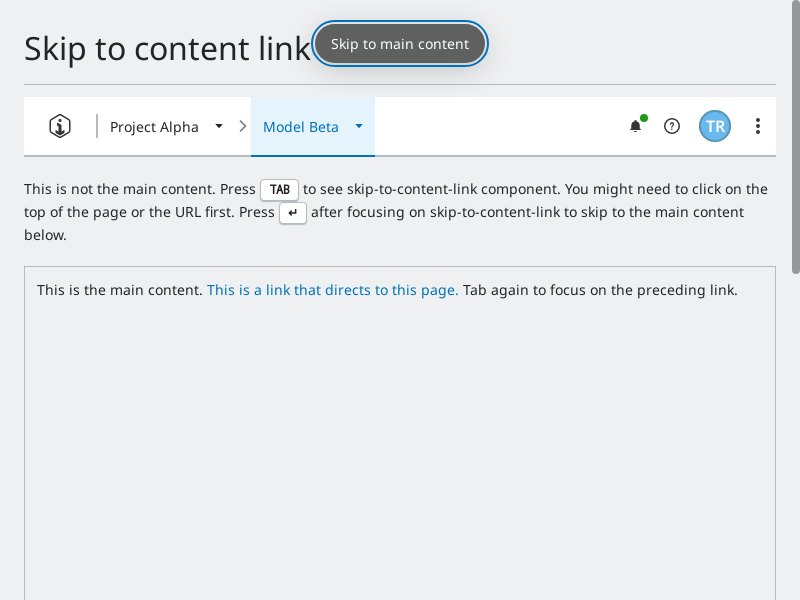 Skip to content link
Skip to main content
Project Alpha
Model Beta
TR
This is not the main content. Press TAB to see skip-to-content-link component. You might need to click on the
top of the page or the URL first. Press ↵ after focusing on skip-to-content-link to skip to the main content
below.
This is the main content. This is a link that directs to this page. Tab again to focus on the preceding link.